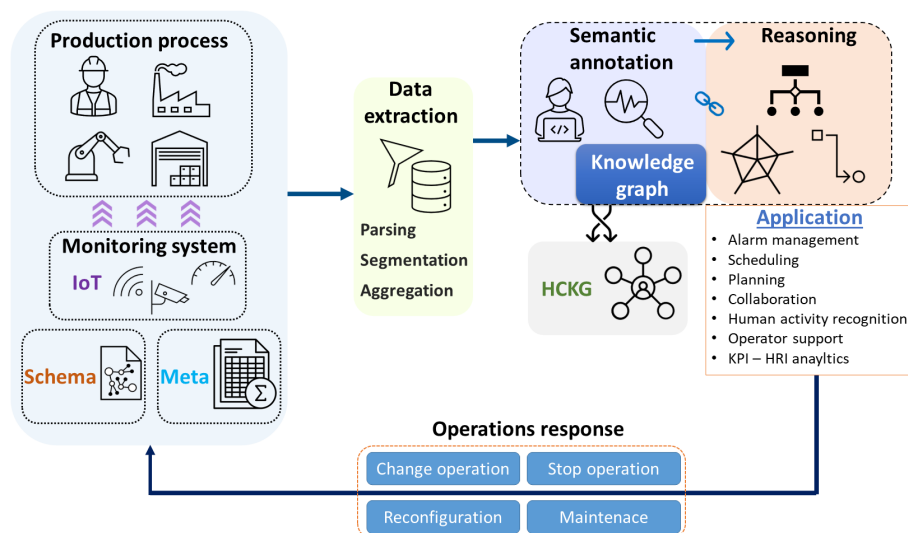 Production process
Monitoring system
IoT
Schema
Meta
Σ
Data
extraction
Parsing
Segmentation
Aggregation
Semantic
annotation
</>
Knowledge
graph
Reasoning
HCKG
Application
• Alarm management
• Scheduling
• Planning
• Collaboration
• Human activity recognition
• Operator support
• KPI – HRI anayltics
Operations response
Change operation
Stop operation
Reconfiguration
Maintenace